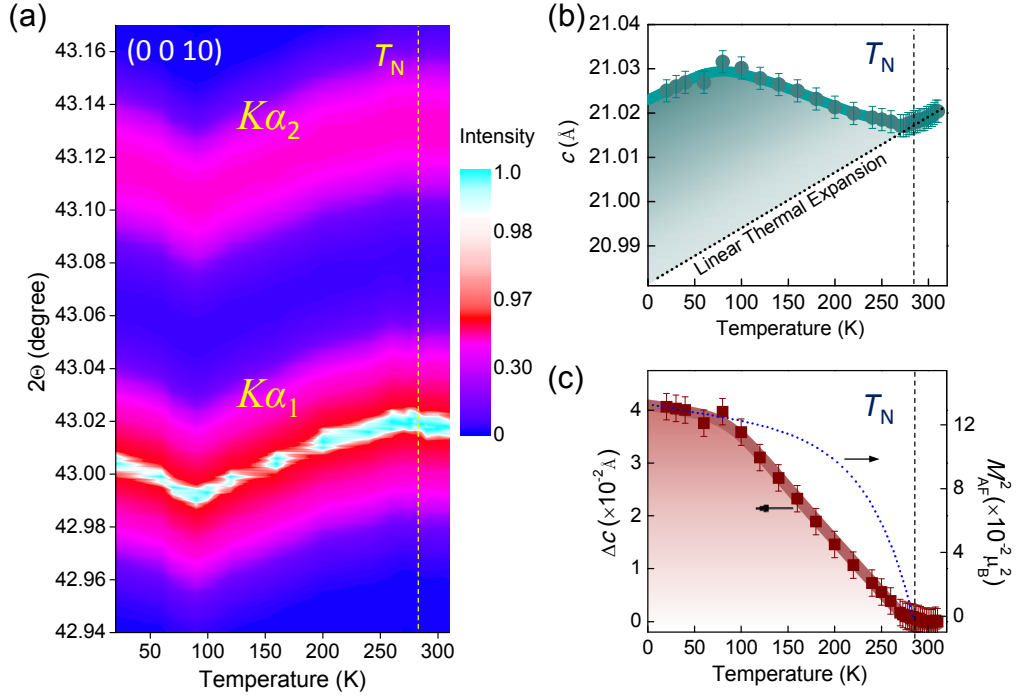 (a)
(0 0 10)
T_N
Kα₂
Kα₁
43.16
43.14
43.12
43.10
43.08
43.06
43.04
43.02
43.00
42.98
42.96
42.94
2Θ (degree)
50 100 150 200 250 300
Temperature (K)
Intensity
1.0
0.98
0.97
0.30
0
(b)
T_N
21.04
21.03
21.02
21.01
21.00
20.99
c (Å)
Linear Thermal Expansion
0 50 100 150 200 250 300
Temperature (K)
(c)
T_N
4
3
2
1
0
Δc (×10⁻² Å)
12
8
4
0
M²_AF (×10⁻² μ²_B)
0 50 100 150 200 250 300
Temperature (K)